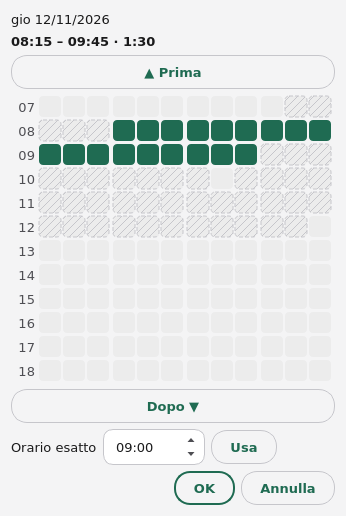 gio 12/11/2026
08:15 – 09:45 · 1:30
▲ Prima
07
08
09
10
11
12
13
14
15
16
17
18
Dopo ▼
Orario esatto 09:00 Usa
OK Annulla